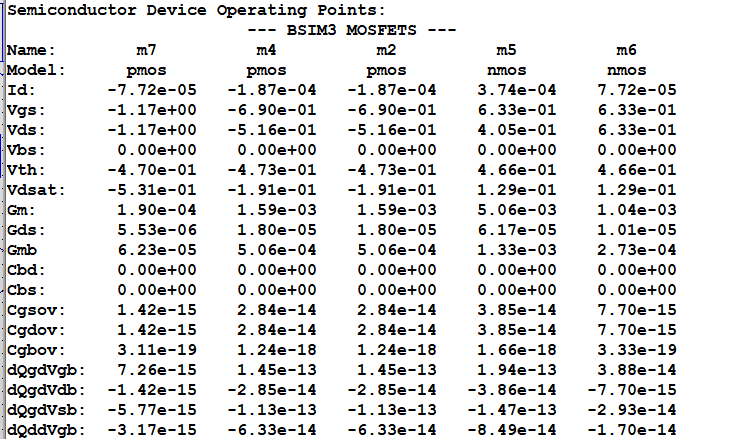 Semiconductor Device Operating Points:
--- BSIM3 MOSFETS ---
Name: m7 m4 m2 m5 m6
Model: pmos pmos pmos nmos nmos
Id: -7.72e-05 -1.87e-04 -1.87e-04 3.74e-04 7.72e-05
Vgs: -1.17e+00 -6.90e-01 -6.90e-01 6.33e-01 6.33e-01
Vds: -1.17e+00 -5.16e-01 -5.16e-01 4.05e-01 6.33e-01
Vbs: 0.00e+00 0.00e+00 0.00e+00 0.00e+00 0.00e+00
Vth: -4.70e-01 -4.73e-01 -4.73e-01 4.66e-01 4.66e-01
Vdsat: -5.31e-01 -1.91e-01 -1.91e-01 1.29e-01 1.29e-01
Gm: 1.90e-04 1.59e-03 1.59e-03 5.06e-03 1.04e-03
Gds: 5.53e-06 1.80e-05 1.80e-05 6.17e-05 1.01e-05
Gmb 6.23e-05 5.06e-04 5.06e-04 1.33e-03 2.73e-04
Cbd: 0.00e+00 0.00e+00 0.00e+00 0.00e+00 0.00e+00
Cbs: 0.00e+00 0.00e+00 0.00e+00 0.00e+00 0.00e+00
Cgsov: 1.42e-15 2.84e-14 2.84e-14 3.85e-14 7.70e-15
Cgdov: 1.42e-15 2.84e-14 2.84e-14 3.85e-14 7.70e-15
Cgbov: 3.11e-19 1.24e-18 1.24e-18 1.66e-18 3.33e-19
dQgdVgb: 7.26e-15 1.45e-13 1.45e-13 1.94e-13 3.88e-14
dQgdVdb: -1.42e-15 -2.85e-14 -2.85e-14 -3.86e-14 -7.70e-15
dQgdVsb: -5.77e-15 -1.13e-13 -1.13e-13 -1.47e-13 -2.93e-14
dQddVgb: -3.17e-15 -6.33e-14 -6.33e-14 -8.49e-14 -1.70e-14